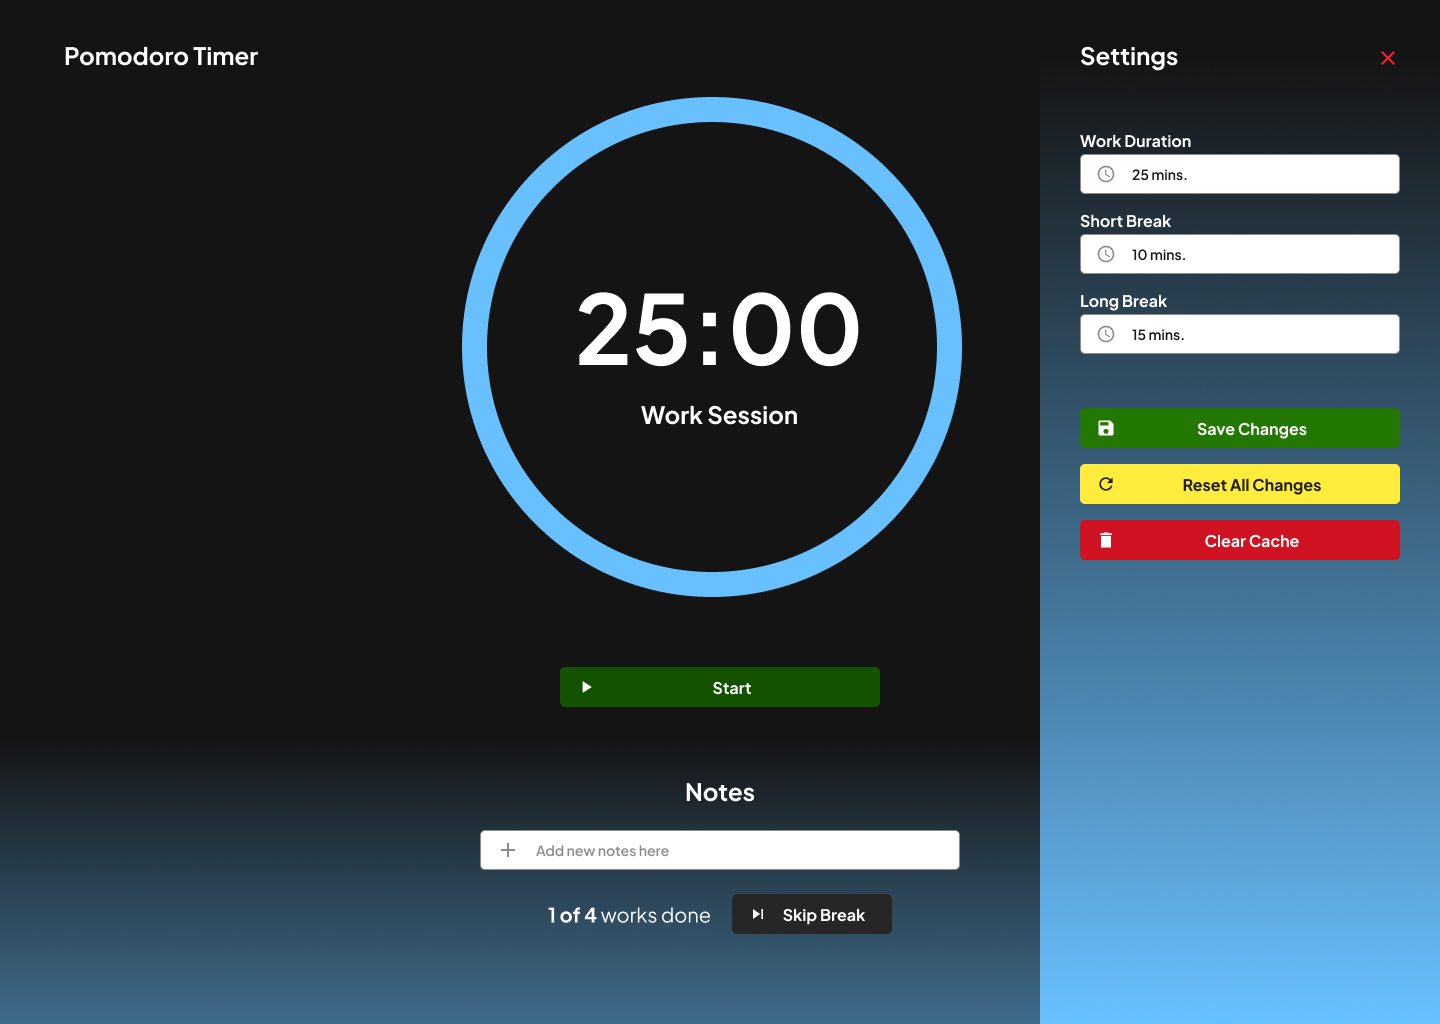 Pomodoro Timer
25:00
Work Session
Start
Notes
Add new notes here
1 of 4 works done
Skip Break
Settings
Work Duration
25 mins.
Short Break
10 mins.
Long Break
15 mins.
Save Changes
Reset All Changes
Clear Cache